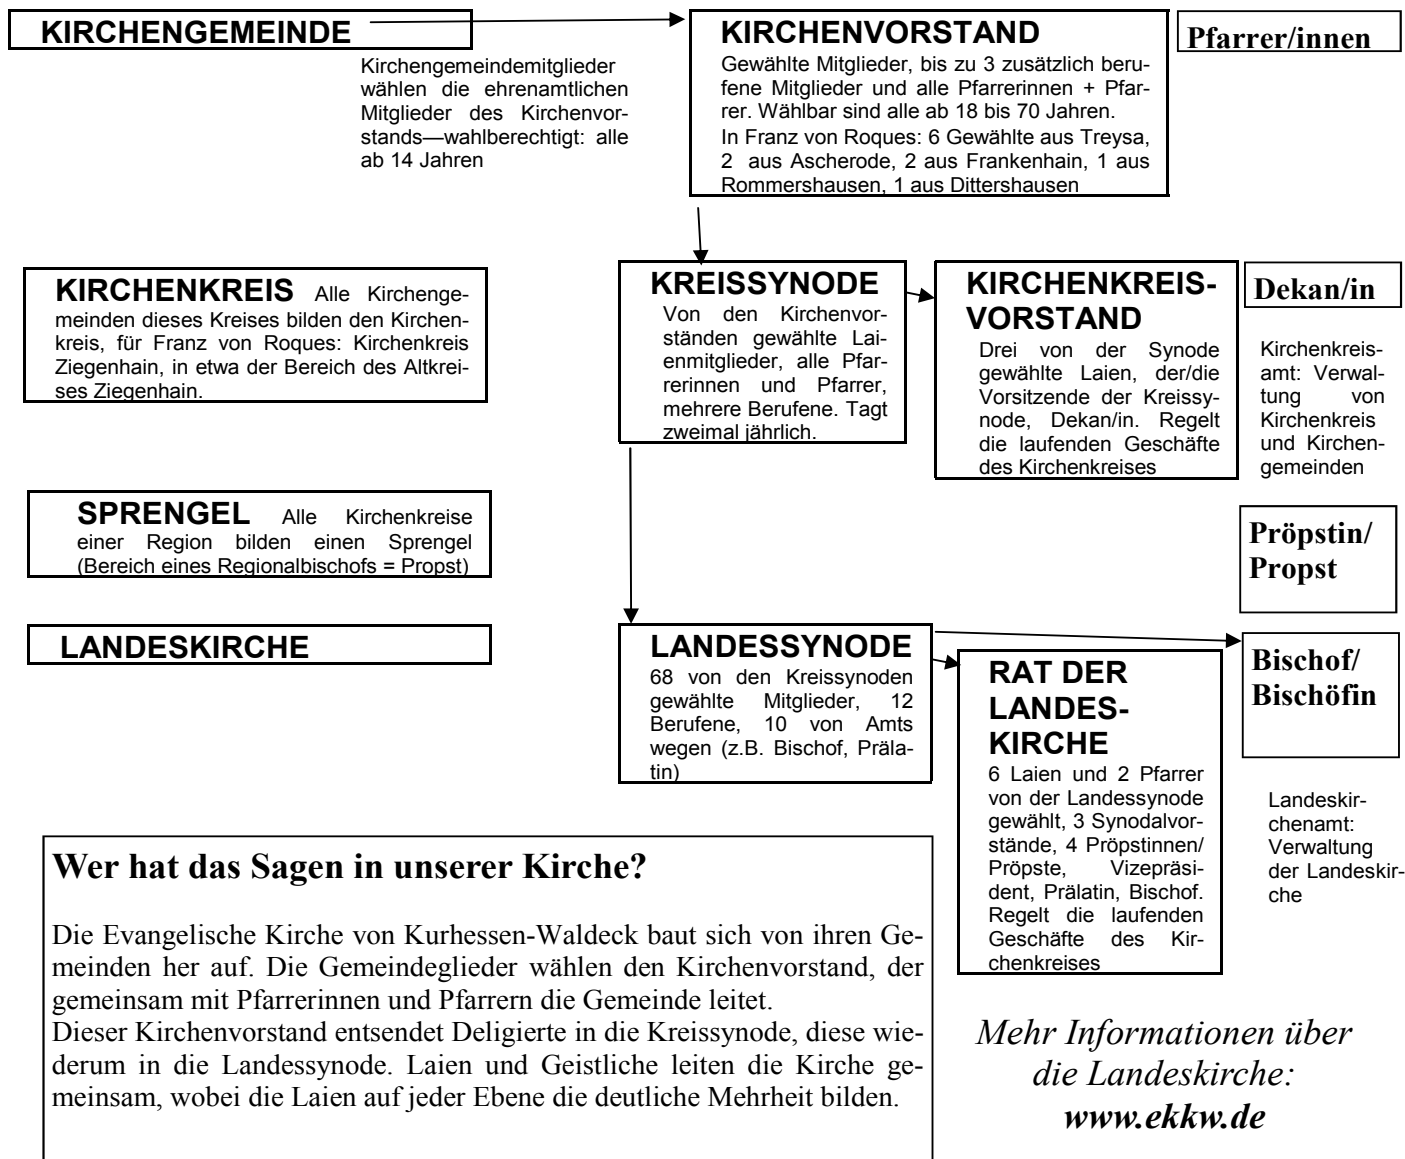 KIRCHENGEMEINDE
Kirchengemeindemitglieder
wählen die ehrenamtlichen
Mitglieder des Kirchenvor-
stands—wahlberechtigt: alle
ab 14 Jahren
KIRCHENVORSTAND
Gewählte Mitglieder, bis zu 3 zusätzlich beru-
fene Mitglieder und alle Pfarrerinnen + Pfar-
rer. Wählbar sind alle ab 18 bis 70 Jahren.
In Franz von Roques: 6 Gewählte aus Treysa,
2 aus Ascherode, 2 aus Frankenhain, 1 aus
Rommershausen, 1 aus Dittershausen
Pfarrer/innen
KIRCHENKREIS Alle Kirchenge-
meinden dieses Kreises bilden den Kirchen-
kreis, für Franz von Roques: Kirchenkreis
Ziegenhain, in etwa der Bereich des Altkrei-
ses Ziegenhain.
KREISSYNODE
Von den Kirchenvor-
ständen gewählte Lai-
enmitglieder, alle Pfar-
rerinnen und Pfarrer,
mehrere Berufene. Tagt
zweimal jährlich.
KIRCHENKREIS-
VORSTAND
Drei von der Synode
gewählte Laien, der/die
Vorsitzende der Kreissy-
node, Dekan/in. Regelt
die laufenden Geschäfte
des Kirchenkreises
Dekan/in
Kirchenkreis-
amt: Verwal-
tung von
Kirchenkreis
und Kirchen-
gemeinden
SPRENGEL Alle Kirchenkreise
einer Region bilden einen Sprengel
(Bereich eines Regionalbischofs = Propst)
Pröpstin/
Propst
LANDESKIRCHE
LANDESSYNODE
68 von den Kreissynoden
gewählte Mitglieder, 12
Berufene, 10 von Amts
wegen (z.B. Bischof, Präla-
tin)
RAT DER
LANDES-
KIRCHE
6 Laien und 2 Pfarrer
von der Landessynode
gewählt, 3 Synodalvor-
stände, 4 Pröpstinnen/
Pröpste, Vizepräsi-
dent, Prälatin, Bischof.
Regelt die laufenden
Geschäfte des Kir-
chenkreises
Bischof/
Bischöfin
Landeskir-
chenamt:
Verwaltung
der Landeskir-
che
Wer hat das Sagen in unserer Kirche?
Die Evangelische Kirche von Kurhessen-Waldeck baut sich von ihren Ge-
meinden her auf. Die Gemeindeglieder wählen den Kirchenvorstand, der
gemeinsam mit Pfarrerinnen und Pfarrern die Gemeinde leitet.
Dieser Kirchenvorstand entsendet Deligierte in die Kreissynode, diese wie-
derum in die Landessynode. Laien und Geistliche leiten die Kirche ge-
meinsam, wobei die Laien auf jeder Ebene die deutliche Mehrheit bilden.
Mehr Informationen über
die Landeskirche:
www.ekkw.de